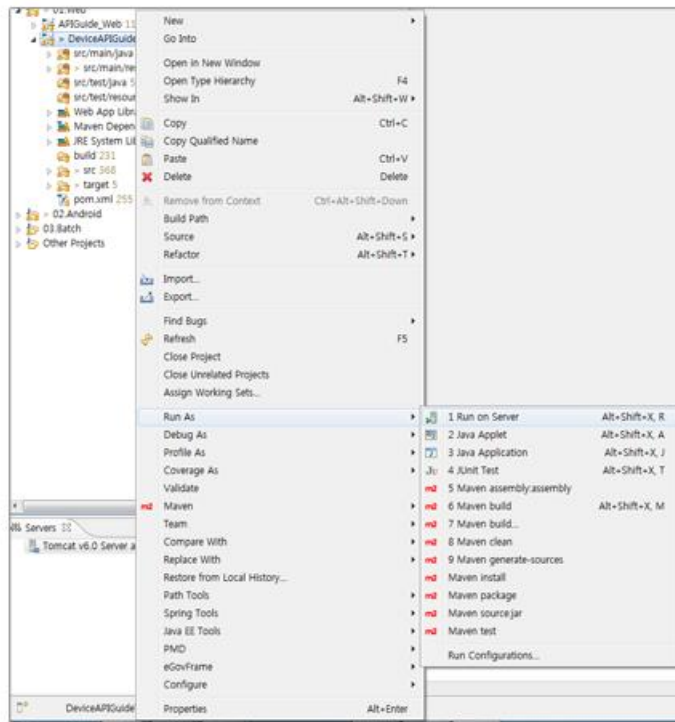 01.Web
APIGuide_Web 11
> DeviceAPIGuide
src/main/java
> src/main/re
src/test/java 5
src/test/resour
Web App Libr
Maven Depen
JRE System Lib
build 231
> src 368
> target 5
pom.xml 255
> 02.Android
03.Batch
Other Projects
Servers
Tomcat v6.0 Server a
DeviceAPIGuide
New
Go Into
Open in New Window
Open Type Hierarchy F4
Show In Alt+Shift+W
Copy Ctrl+C
Copy Qualified Name
Paste Ctrl+V
Delete Delete
Remove from Context Ctrl+Alt+Shift+Down
Build Path
Source Alt+Shift+S
Refactor Alt+Shift+T
Import...
Export...
Find Bugs
Refresh F5
Close Project
Close Unrelated Projects
Assign Working Sets...
Run As
Debug As
Profile As
Coverage As
Validate
Maven
Team
Compare With
Replace With
Restore from Local History...
Path Tools
Spring Tools
Java EE Tools
PMD
eGovFrame
Configure
Properties Alt+Enter
1 Run on Server Alt+Shift+X, R
2 Java Applet Alt+Shift+X, A
3 Java Application Alt+Shift+X, J
4 JUnit Test Alt+Shift+X, T
5 Maven assembly:assembly
6 Maven build Alt+Shift+X, M
7 Maven build...
8 Maven clean
9 Maven generate-sources
Maven install
Maven package
Maven source:jar
Maven test
Run Configurations...